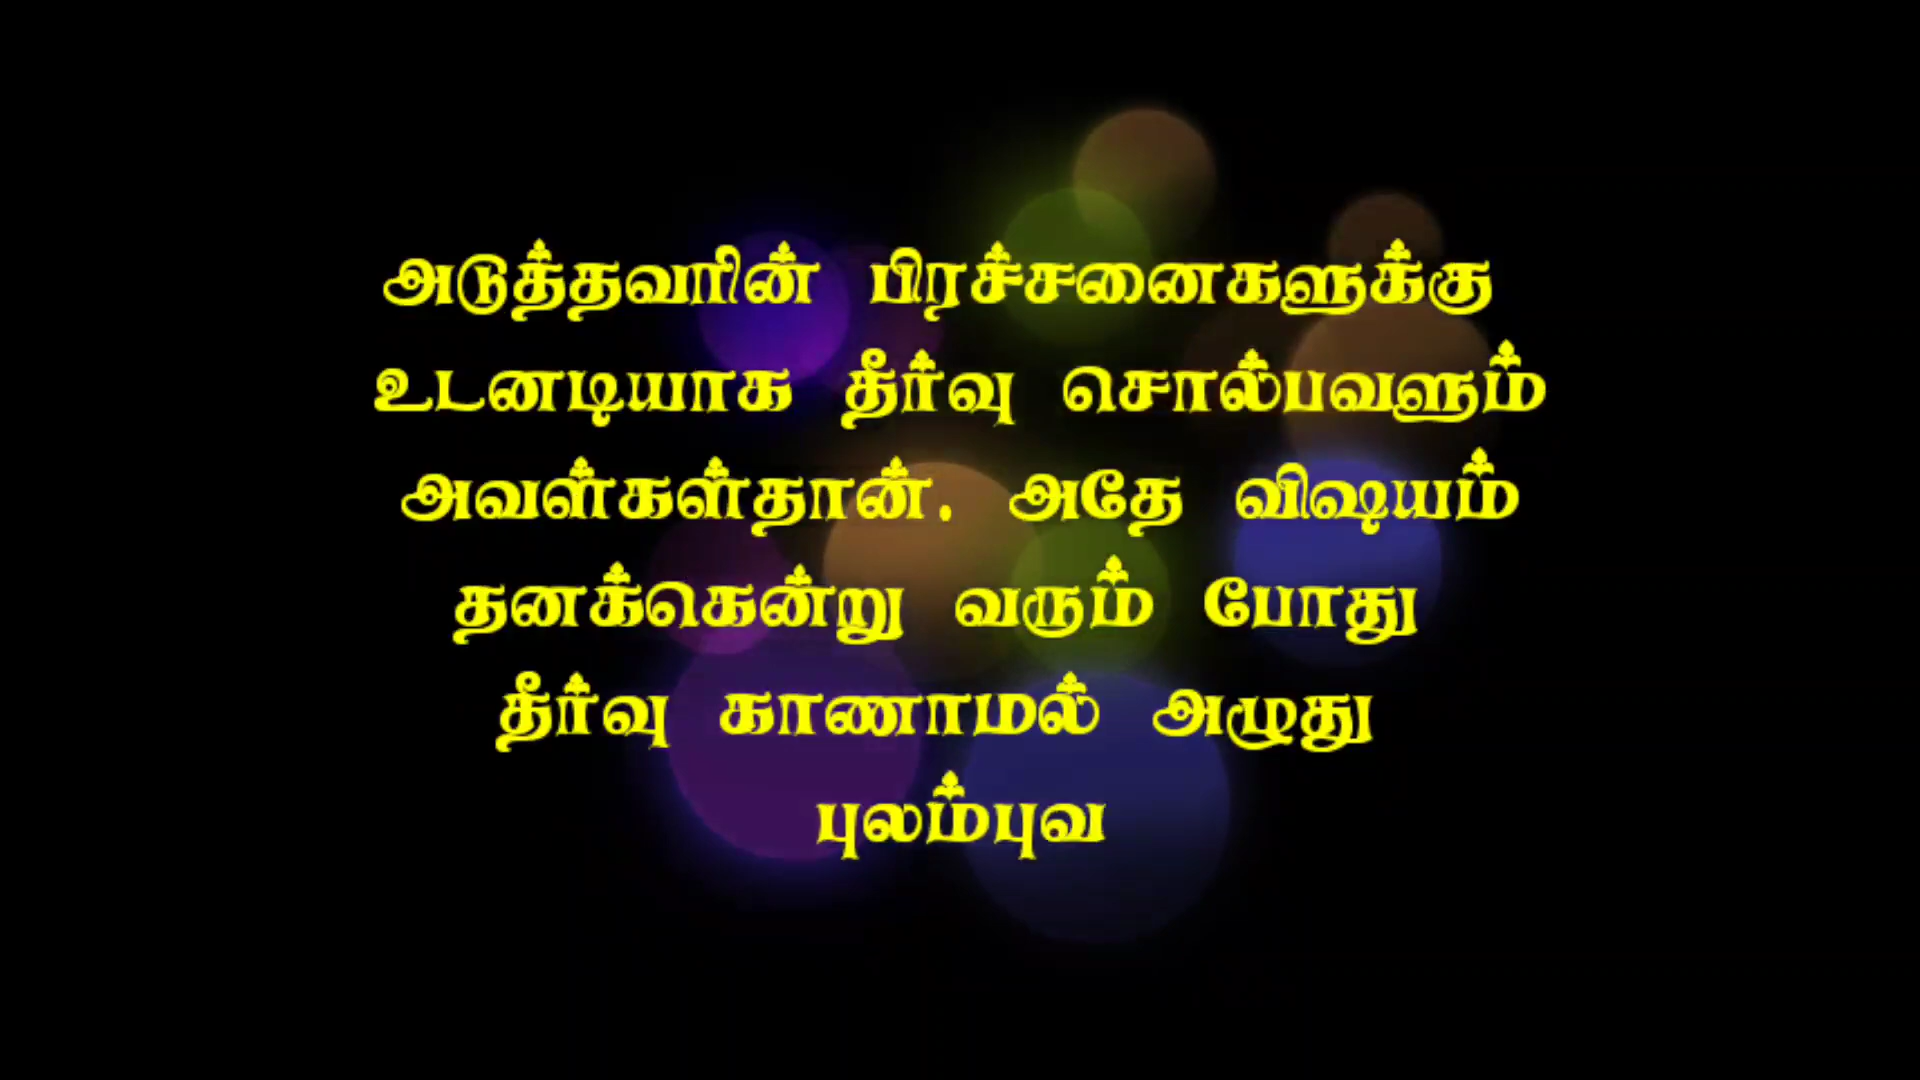 அடுத்தவரின் பிரச்சனைகளுக்கு
உடனடியாக தீர்வு சொல்பவளும்
அவள்கள்தான். அதே விஷயம்
தனக்கென்று வரும் போது
தீர்வு காணாமல் அழுது
புலம்புவ